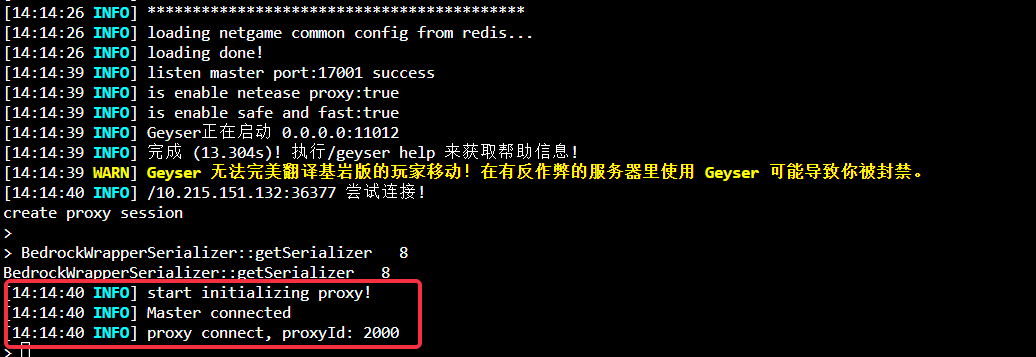 [14:14:26 INFO] ******************************************
[14:14:26 INFO] loading netgame common config from redis...
[14:14:26 INFO] loading done!
[14:14:39 INFO] listen master port:17001 success
[14:14:39 INFO] is enable netease proxy:true
[14:14:39 INFO] is enable safe and fast:true
[14:14:39 INFO] Geyser正在启动 0.0.0.0:11012
[14:14:39 INFO] 完成 (13.304s)! 执行/geyser help 来获取帮助信息!
[14:14:39 WARN] Geyser 无法完美翻译基岩版的玩家移动! 在有反作弊的服务器里使用 Geyser 可能导致你被封禁。
[14:14:40 INFO] /10.215.151.132:36377 尝试连接!
create proxy session
>
> BedrockWrapperSerializer::getSerializer   8
BedrockWrapperSerializer::getSerializer   8
[14:14:40 INFO] start initializing proxy!
[14:14:40 INFO] Master connected
[14:14:40 INFO] proxy connect, proxyId: 2000
>